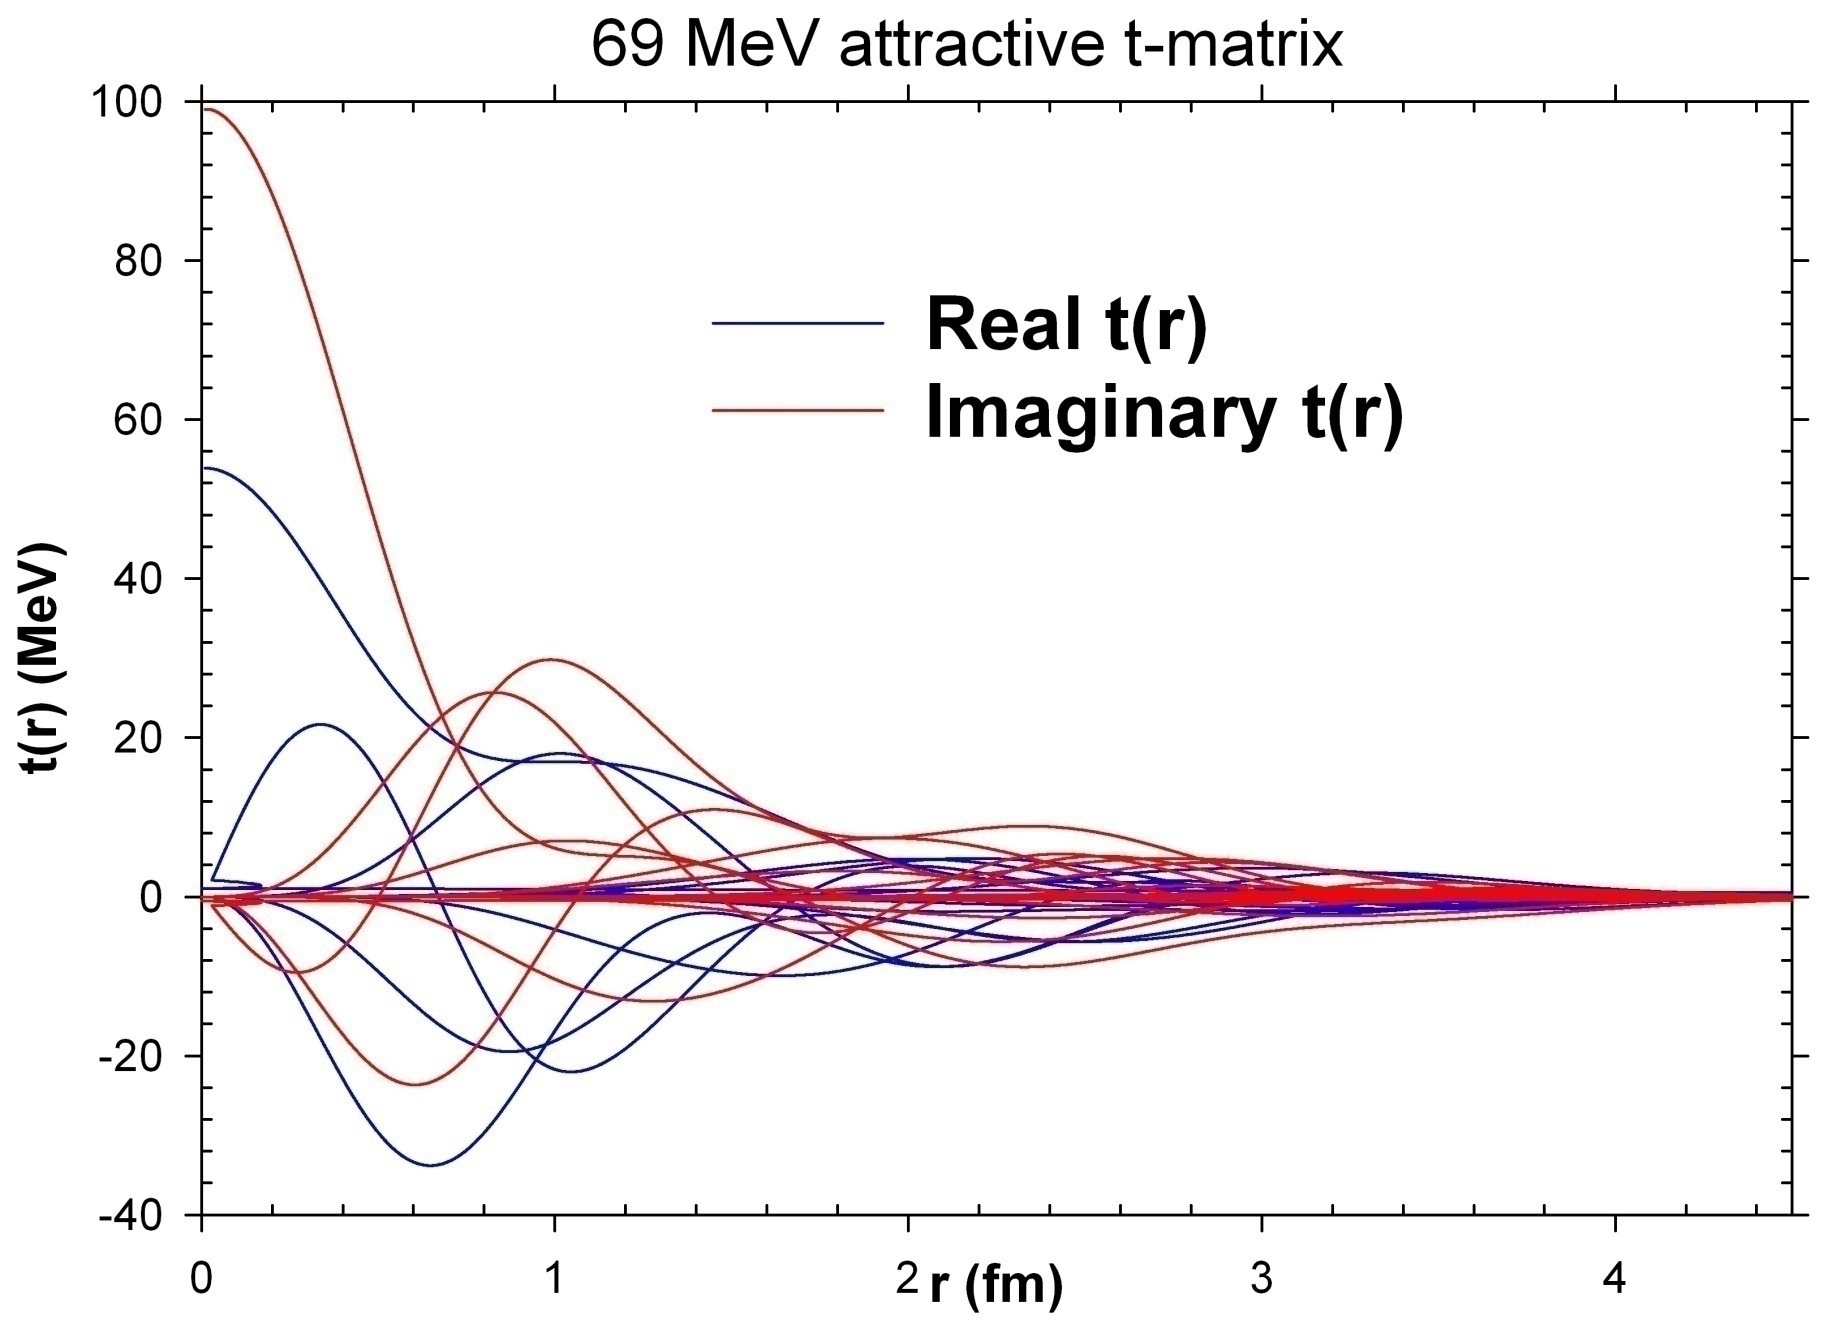 69 MeV attractive t-matrix
100
80
60
40
20
0
-20
-40
t(r) (MeV)
Real t(r)
Imaginary t(r)
0 1 2 3 4
r (fm)